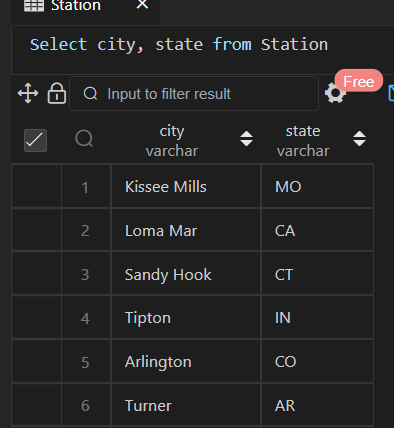 Station
Select city, state from Station
Input to filter result
Free
city state
varchar varchar
1 Kissee Mills MO
2 Loma Mar CA
3 Sandy Hook CT
4 Tipton IN
5 Arlington CO
6 Turner AR